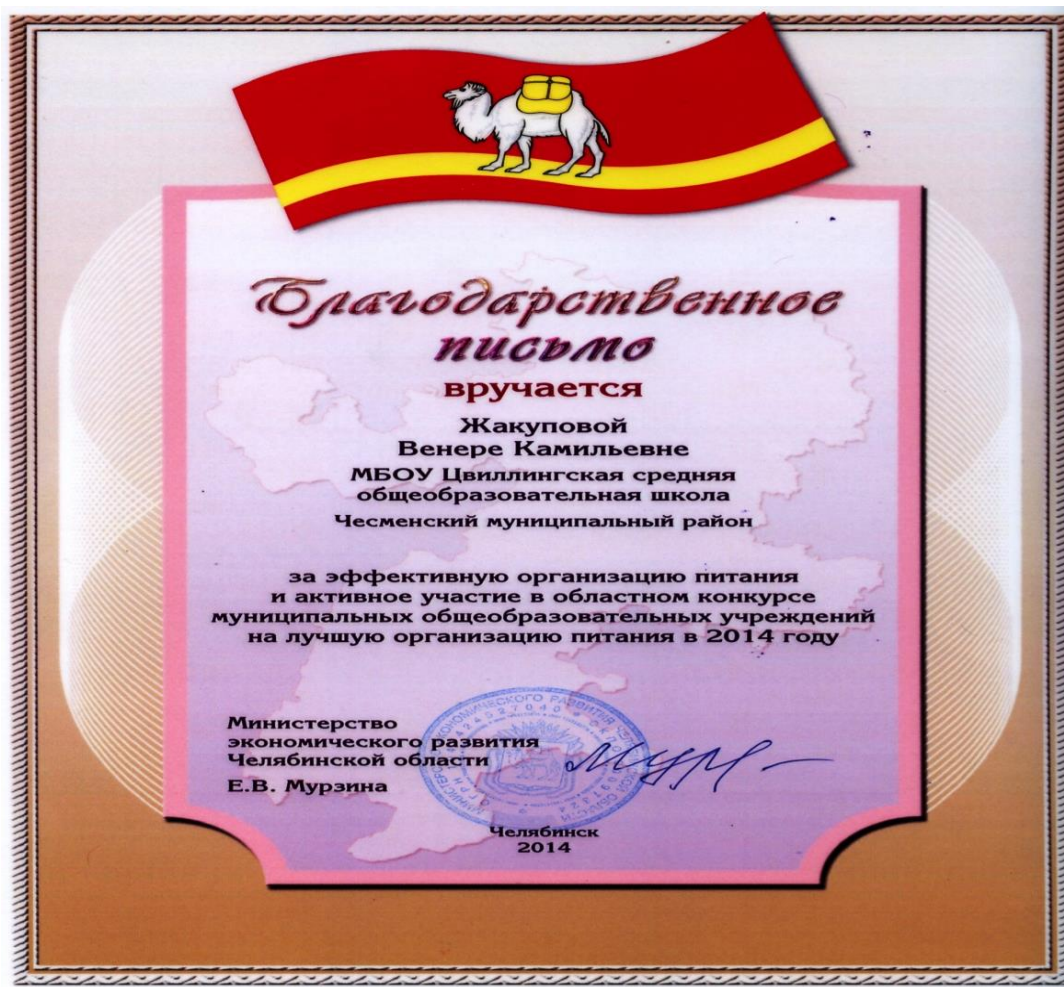 Благодарственное
письмо
вручается
Жакуповой
Венере Камильевне
МБОУ Цвиллингская средняя
общеобразовательная школа
Чесменский муниципальный район
за эффективную организацию питания
и активное участие в областном конкурсе
муниципальных общеобразовательных учреждений
на лучшую организацию питания в 2014 году
Министерство
экономического развития
Челябинской области
Е.В. Мурзина
Челябинск
2014